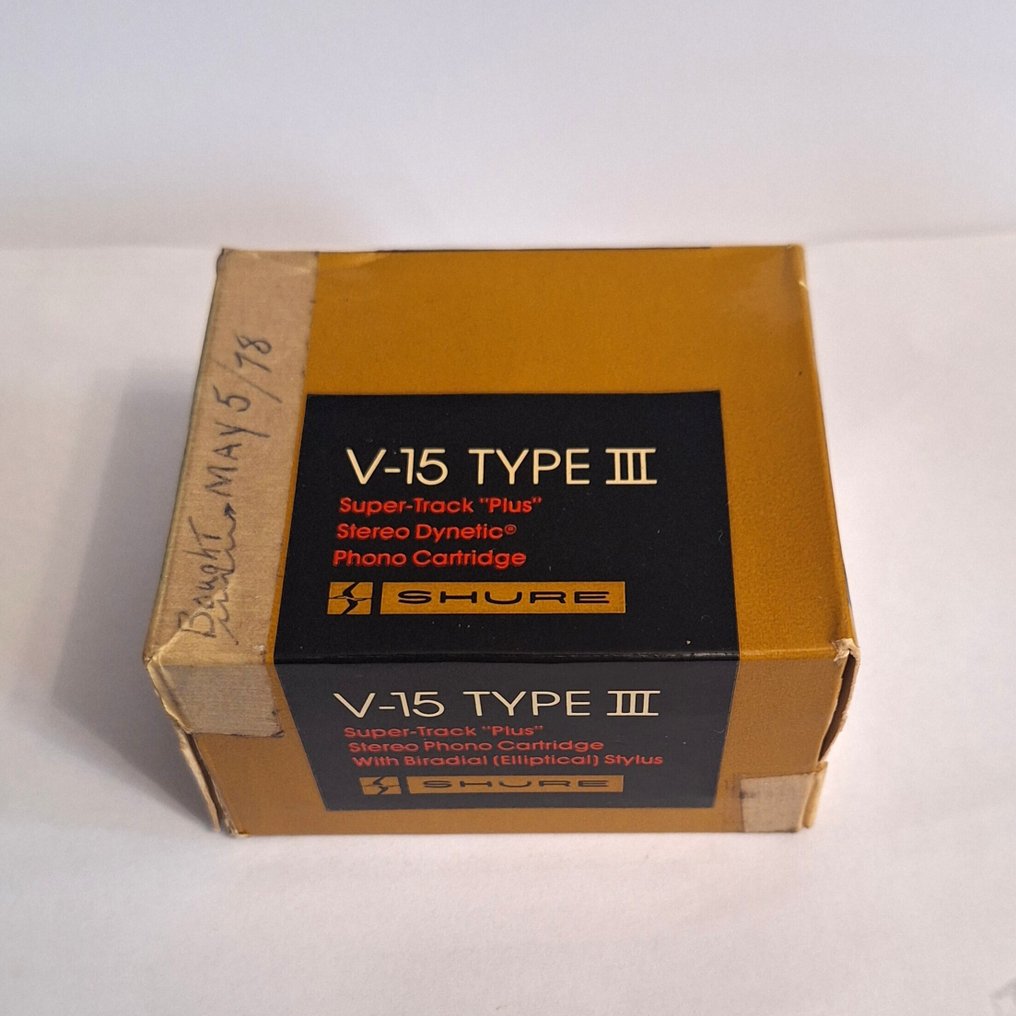 Bought MAY 5/78
V-15 TYPE III
Super-Track "Plus"
Stereo Dynetic®
Phono Cartridge
SHURE
V-15 TYPE III
Super-Track "Plus"
Stereo Phono Cartridge
With Biradial (Elliptical) Stylus
SHURE